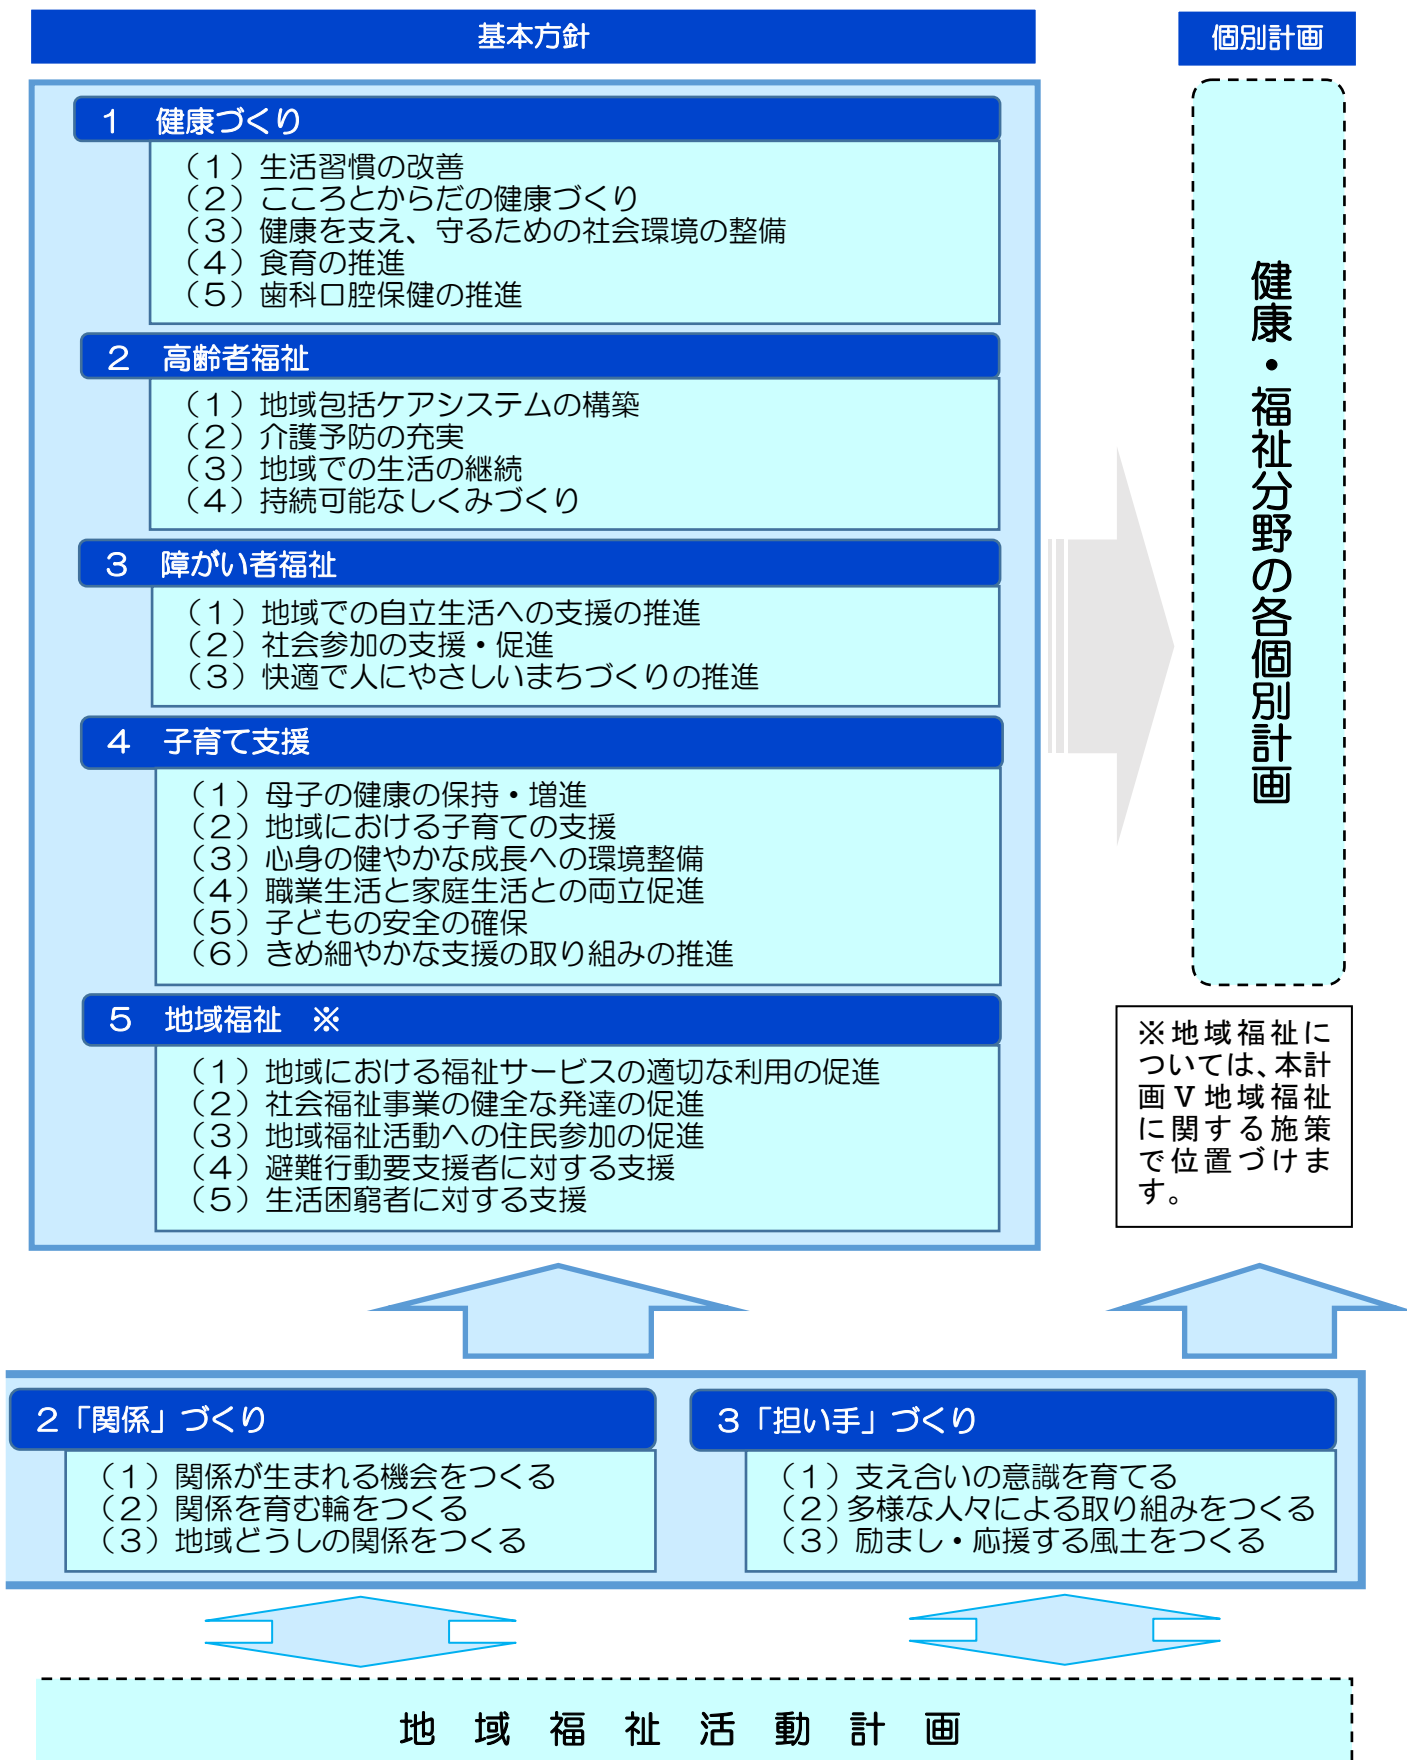 基本方針
個別計画
１　健康づくり
（１）生活習慣の改善
（２）こころとからだの健康づくり
（３）健康を支え、守るための社会環境の整備
（４）食育の推進
（５）歯科口腔保健の推進
２　高齢者福祉
（１）地域包括ケアシステムの構築
（２）介護予防の充実
（３）地域での生活の継続
（４）持続可能なしくみづくり
３　障がい者福祉
（１）地域での自立生活への支援の推進
（２）社会参加の支援・促進
（３）快適で人にやさしいまちづくりの推進
４　子育て支援
（１）母子の健康の保持・増進
（２）地域における子育ての支援
（３）心身の健やかな成長への環境整備
（４）職業生活と家庭生活との両立促進
（５）子どもの安全の確保
（６）きめ細やかな支援の取り組みの推進
５　地域福祉　※
（１）地域における福祉サービスの適切な利用の促進
（２）社会福祉事業の健全な発達の促進
（３）地域福祉活動への住民参加の促進
（４）避難行動要支援者に対する支援
（５）生活困窮者に対する支援
健康・福祉分野の各個別計画
※地域福祉に
ついては、本計
画Ⅴ地域福祉
に関する施策
で位置づけま
す。
２「関係」づくり
（１）関係が生まれる機会をつくる
（２）関係を育む輪をつくる
（３）地域どうしの関係をつくる
３「担い手」づくり
（１）支え合いの意識を育てる
（２）多様な人々による取り組みをつくる
（３）励まし・応援する風土をつくる
地域福祉活動計画